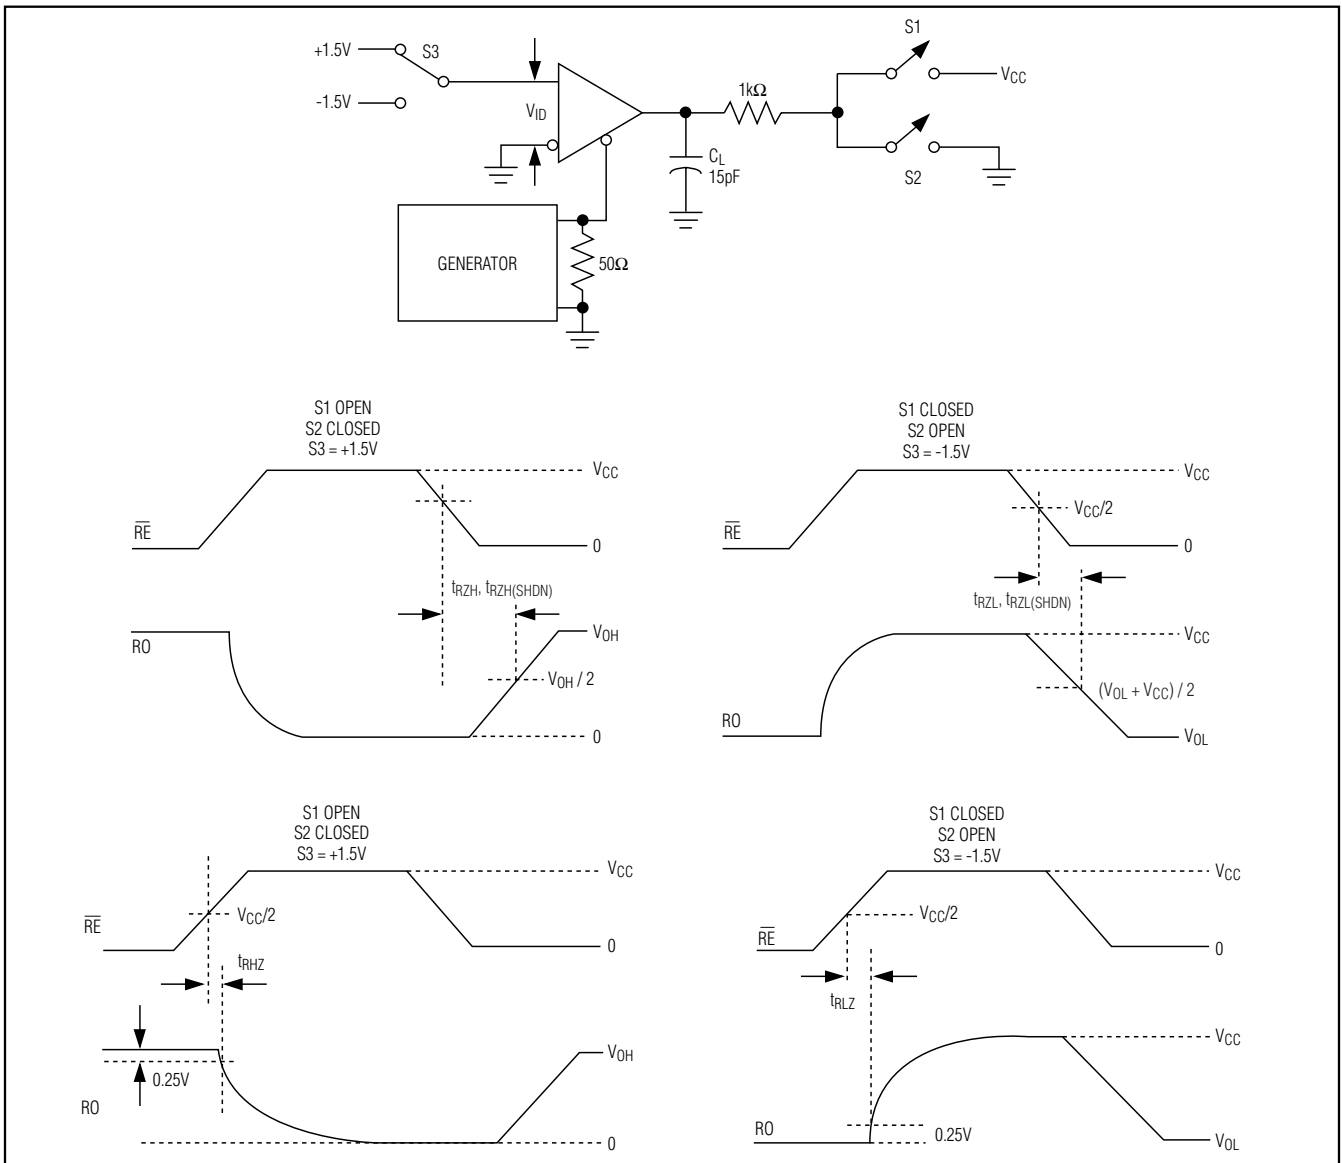 +1.5V
S3
-1.5V
V_ID
1kΩ
S1
V_CC
S2
C_L
15pF
GENERATOR
50Ω
S1 OPEN
S2 CLOSED
S3 = +1.5V
V_CC
R̅E̅
0
t_RZH, t_RZH(SHDN)
RO
V_OH
V_OH / 2
0
S1 CLOSED
S2 OPEN
S3 = -1.5V
V_CC
V_CC/2
R̅E̅
0
t_RZL, t_RZL(SHDN)
V_CC
(V_OL + V_CC) / 2
RO
V_OL
S1 OPEN
S2 CLOSED
S3 = +1.5V
V_CC
V_CC/2
R̅E̅
0
t_RHZ
V_OH
0.25V
RO
0
S1 CLOSED
S2 OPEN
S3 = -1.5V
V_CC
V_CC/2
R̅E̅
0
t_RLZ
V_CC
RO
0.25V
V_OL